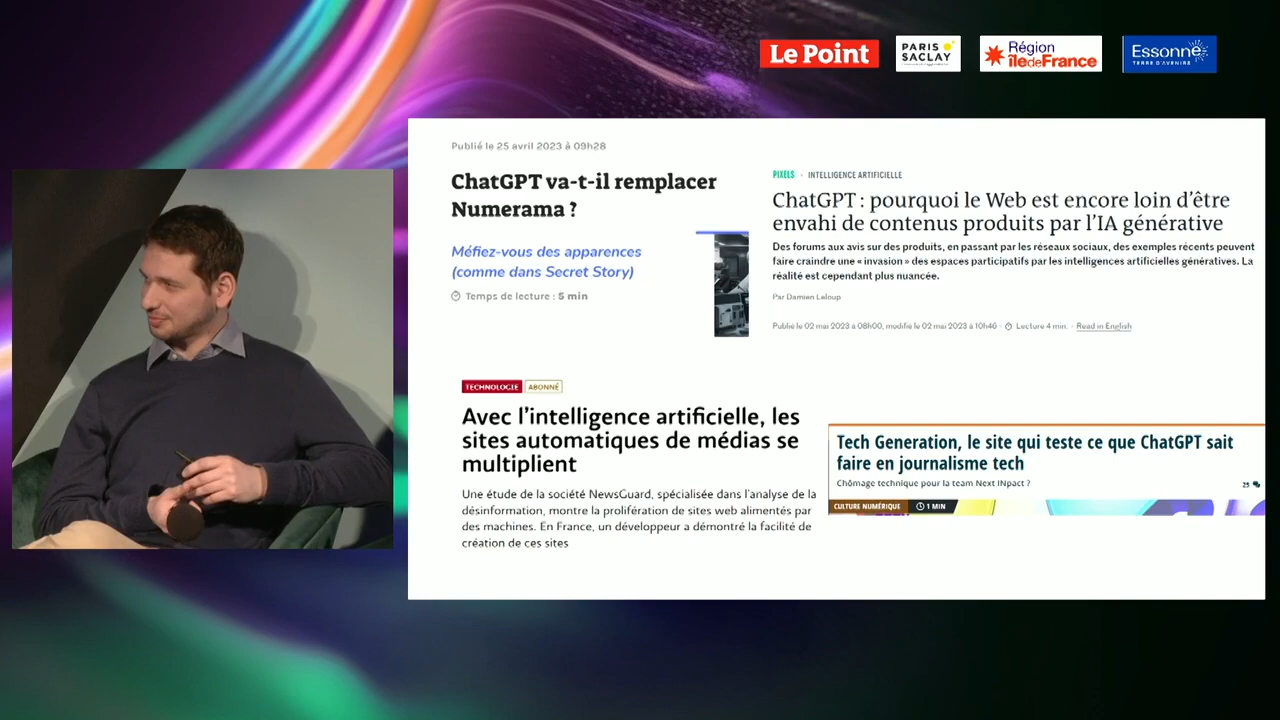 Le Point
PARIS
SACLAY
Région
îledeFrance
Essonne
TERRE D'AVENIRS
Publié le 25 avril 2023 à 09h28
ChatGPT va-t-il remplacer
Numerama ?
Méfiez-vous des apparences
(comme dans Secret Story)
Temps de lecture : 5 min
PIXELS · INTELLIGENCE ARTIFICIELLE
ChatGPT : pourquoi le Web est encore loin d'être
envahi de contenus produits par l'IA générative
Des forums aux avis sur des produits, en passant par les réseaux sociaux, des exemples récents peuvent
faire craindre une « invasion » des espaces participatifs par les intelligences artificielles génératives. La
réalité est cependant plus nuancée.
Par Damien Leloup
Publié le 02 mai 2023 à 08h00, modifié le 02 mai 2023 à 10h46 · Lecture 4 min. · Read in English
TECHNOLOGIE ABONNÉ
Avec l'intelligence artificielle, les
sites automatiques de médias se
multiplient
Une étude de la société NewsGuard, spécialisée dans l'analyse de la
désinformation, montre la prolifération de sites web alimentés par
des machines. En France, un développeur a démontré la facilité de
création de ces sites
Tech Generation, le site qui teste ce que ChatGPT sait
faire en journalisme tech
Chômage technique pour la team Next INpact ?
25
CULTURE NUMÉRIQUE 1 MIN